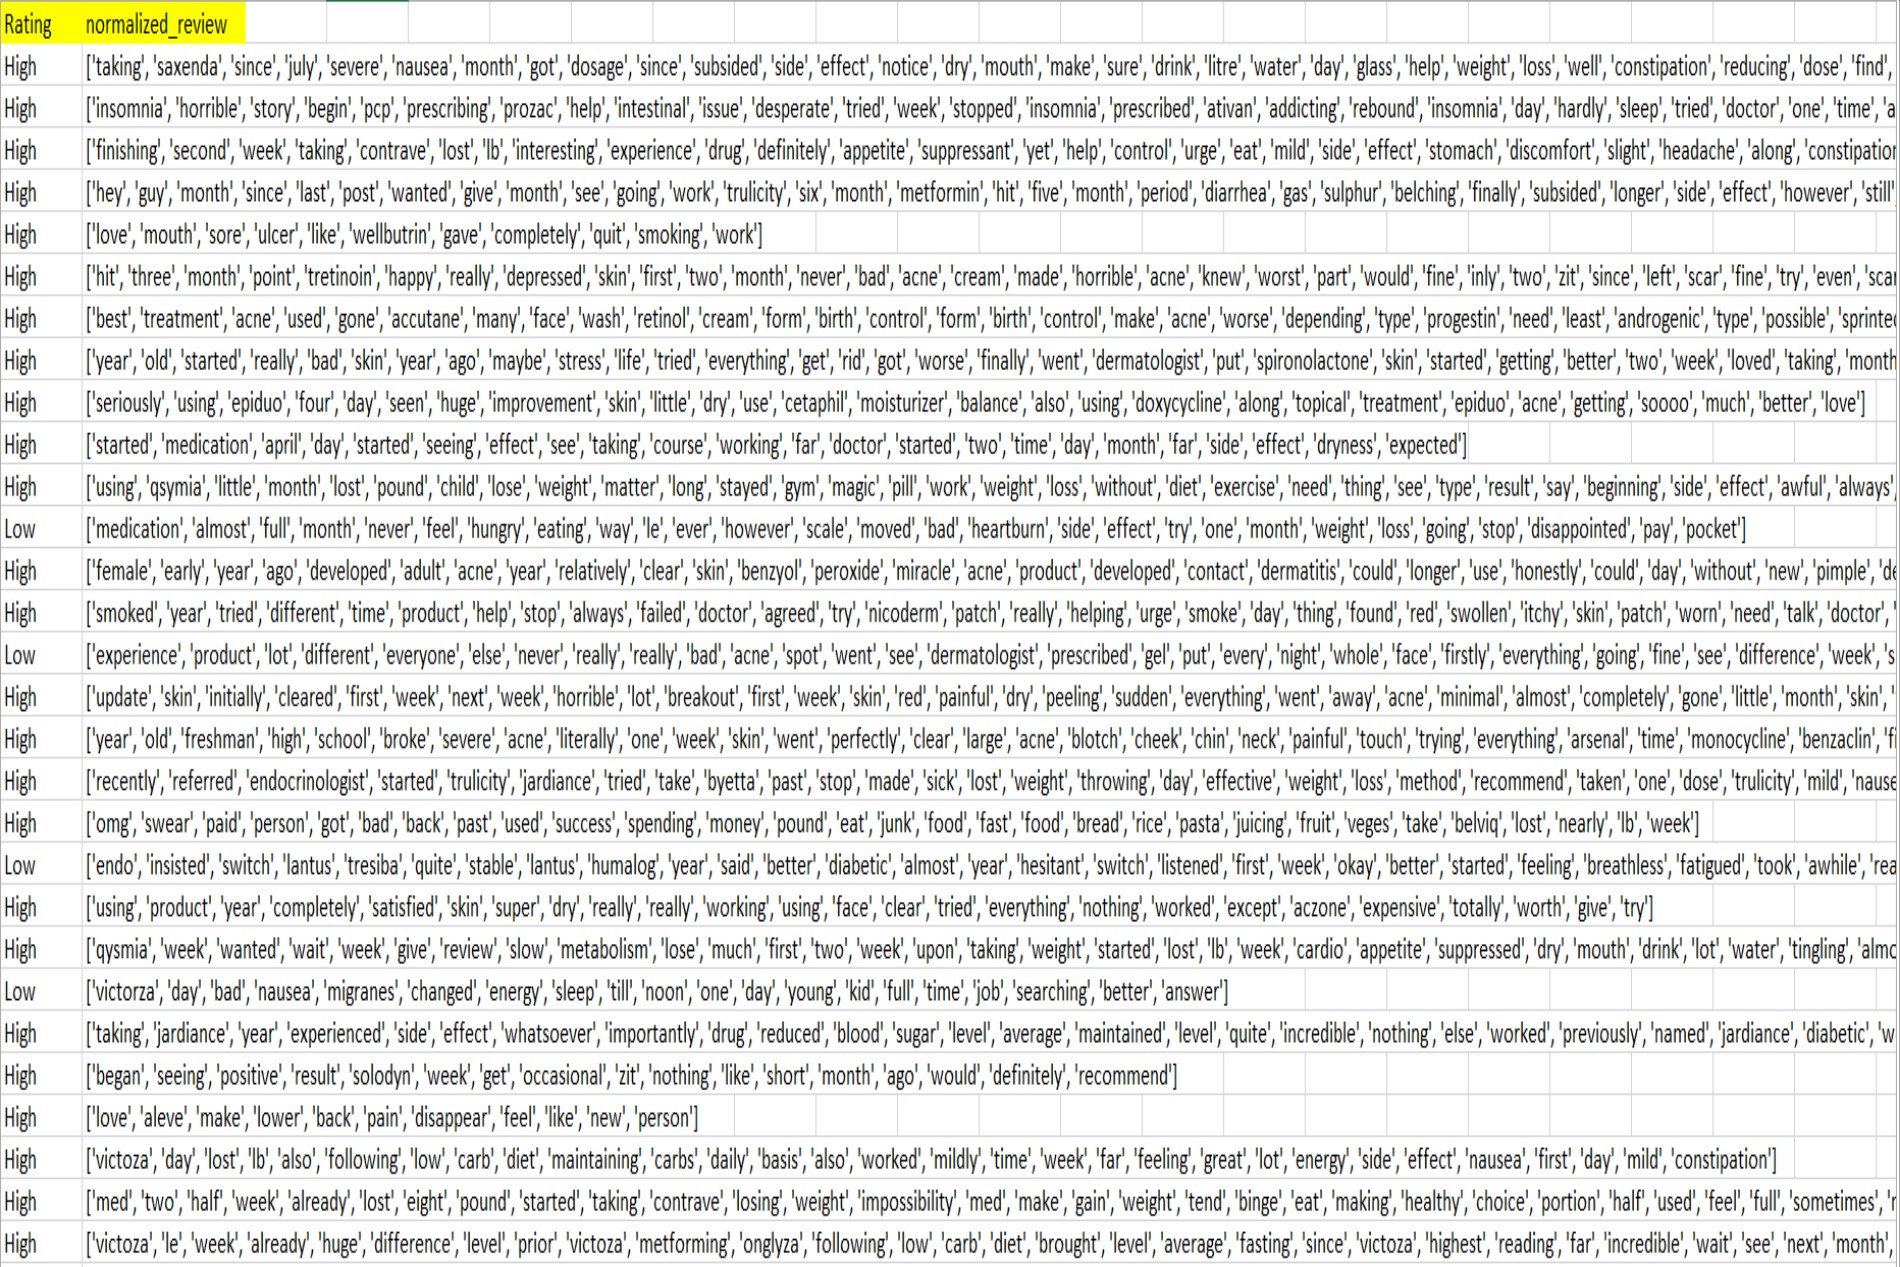 Rating normalized_review
High ['taking', 'saxenda', 'since', 'july', 'severe', 'nausea', 'month', 'got', 'dosage', 'since', 'subsided', 'side', 'effect', 'notice', 'dry', 'mouth', 'make', 'sure', 'drink', 'litre', 'water', 'day', 'glass', 'help', 'weight', 'loss', 'well', 'constipation', 'reducing', 'dose', 'find',
High ['insomnia', 'horrible', 'story', 'begin', 'pcp', 'prescribing', 'prozac', 'help', 'intestinal', 'issue', 'desperate', 'tried', 'week', 'stopped', 'insomnia', 'prescribed', 'ativan', 'addicting', 'rebound', 'insomnia', 'day', 'hardly', 'sleep', 'tried', 'doctor', 'one', 'time', 'a
High ['finishing', 'second', 'week', 'taking', 'contrave', 'lost', 'lb', 'interesting', 'experience', 'drug', 'definitely', 'appetite', 'suppressant', 'yet', 'help', 'control', 'urge', 'eat', 'mild', 'side', 'effect', 'stomach', 'discomfort', 'slight', 'headache', 'along', 'constipation
High ['hey', 'guy', 'month', 'since', 'last', 'post', 'wanted', 'give', 'month', 'see', 'going', 'work', 'trulicity', 'six', 'month', 'metformin', 'hit', 'five', 'month', 'period', 'diarrhea', 'gas', 'sulphur', 'belching', 'finally', 'subsided', 'longer', 'side', 'effect', 'however', 'still'
High ['love', 'mouth', 'sore', 'ulcer', 'like', 'wellbutrin', 'gave', 'completely', 'quit', 'smoking', 'work']
High ['hit', 'three', 'month', 'point', 'tretinoin', 'happy', 'really', 'depressed', 'skin', 'first', 'two', 'month', 'never', 'bad', 'acne', 'cream', 'made', 'horrible', 'acne', 'knew', 'worst', 'part', 'would', 'fine', 'inly', 'two', 'zit', 'since', 'left', 'scar', 'fine', 'try', 'even', 'scar
High ['best', 'treatment', 'acne', 'used', 'gone', 'accutane', 'many', 'face', 'wash', 'retinol', 'cream', 'form', 'birth', 'control', 'form', 'birth', 'control', 'make', 'acne', 'worse', 'depending', 'type', 'progestin', 'need', 'least', 'androgenic', 'type', 'possible', 'sprintec
High ['year', 'old', 'started', 'really', 'bad', 'skin', 'year', 'ago', 'maybe', 'stress', 'life', 'tried', 'everything', 'get', 'rid', 'got', 'worse', 'finally', 'went', 'dermatologist', 'put', 'spironolactone', 'skin', 'started', 'getting', 'better', 'two', 'week', 'loved', 'taking', 'month
High ['seriously', 'using', 'epiduo', 'four', 'day', 'seen', 'huge', 'improvement', 'skin', 'little', 'dry', 'use', 'cetaphil', 'moisturizer', 'balance', 'also', 'using', 'doxycycline', 'along', 'topical', 'treatment', 'epiduo', 'acne', 'getting', 'soooo', 'much', 'better', 'love']
High ['started', 'medication', 'april', 'day', 'started', 'seeing', 'effect', 'see', 'taking', 'course', 'working', 'far', 'doctor', 'started', 'two', 'time', 'day', 'month', 'far', 'side', 'effect', 'dryness', 'expected']
High ['using', 'qsymia', 'little', 'month', 'lost', 'pound', 'child', 'lose', 'weight', 'matter', 'long', 'stayed', 'gym', 'magic', 'pill', 'work', 'weight', 'loss', 'without', 'diet', 'exercise', 'need', 'thing', 'see', 'type', 'result', 'say', 'beginning', 'side', 'effect', 'awful', 'always',
Low ['medication', 'almost', 'full', 'month', 'never', 'feel', 'hungry', 'eating', 'way', 'le', 'ever', 'however', 'scale', 'moved', 'bad', 'heartburn', 'side', 'effect', 'try', 'one', 'month', 'weight', 'loss', 'going', 'stop', 'disappointed', 'pay', 'pocket']
High ['female', 'early', 'year', 'ago', 'developed', 'adult', 'acne', 'year', 'relatively', 'clear', 'skin', 'benzyol', 'peroxide', 'miracle', 'acne', 'product', 'developed', 'contact', 'dermatitis', 'could', 'longer', 'use', 'honestly', 'could', 'day', 'without', 'new', 'pimple', 'de
High ['smoked', 'year', 'tried', 'different', 'time', 'product', 'help', 'stop', 'always', 'failed', 'doctor', 'agreed', 'try', 'nicoderm', 'patch', 'really', 'helping', 'urge', 'smoke', 'day', 'thing', 'found', 'red', 'swollen', 'itchy', 'skin', 'patch', 'worn', 'need', 'talk', 'doctor', '
Low ['experience', 'product', 'lot', 'different', 'everyone', 'else', 'never', 'really', 'really', 'bad', 'acne', 'spot', 'went', 'see', 'dermatologist', 'prescribed', 'gel', 'put', 'every', 'night', 'whole', 'face', 'firstly', 'everything', 'going', 'fine', 'see', 'difference', 'week', 's
High ['update', 'skin', 'initially', 'cleared', 'first', 'week', 'next', 'week', 'horrible', 'lot', 'breakout', 'first', 'week', 'skin', 'red', 'painful', 'dry', 'peeling', 'sudden', 'everything', 'went', 'away', 'acne', 'minimal', 'almost', 'completely', 'gone', 'little', 'month', 'skin', '
High ['year', 'old', 'freshman', 'high', 'school', 'broke', 'severe', 'acne', 'literally', 'one', 'week', 'skin', 'went', 'perfectly', 'clear', 'large', 'acne', 'blotch', 'cheek', 'chin', 'neck', 'painful', 'touch', 'trying', 'everything', 'arsenal', 'time', 'monocycline', 'benzaclin', 'fi
High ['recently', 'referred', 'endocrinologist', 'started', 'trulicity', 'jardiance', 'tried', 'take', 'byetta', 'past', 'stop', 'made', 'sick', 'lost', 'weight', 'throwing', 'day', 'effective', 'weight', 'loss', 'method', 'recommend', 'taken', 'one', 'dose', 'trulicity', 'mild', 'nause
High ['omg', 'swear', 'paid', 'person', 'got', 'bad', 'back', 'past', 'used', 'success', 'spending', 'money', 'pound', 'eat', 'junk', 'food', 'fast', 'food', 'bread', 'rice', 'pasta', 'juicing', 'fruit', 'veges', 'take', 'belviq', 'lost', 'nearly', 'lb', 'week']
Low ['endo', 'insisted', 'switch', 'lantus', 'tresiba', 'quite', 'stable', 'lantus', 'humalog', 'year', 'said', 'better', 'diabetic', 'almost', 'year', 'hesitant', 'switch', 'listened', 'first', 'week', 'okay', 'better', 'started', 'feeling', 'breathless', 'fatigued', 'took', 'awhile', 'rea
High ['using', 'product', 'year', 'completely', 'satisfied', 'skin', 'super', 'dry', 'really', 'really', 'working', 'using', 'face', 'clear', 'tried', 'everything', 'nothing', 'worked', 'except', 'aczone', 'expensive', 'totally', 'worth', 'give', 'try']
High ['qysmia', 'week', 'wanted', 'wait', 'week', 'give', 'review', 'slow', 'metabolism', 'lose', 'much', 'first', 'two', 'week', 'upon', 'taking', 'weight', 'started', 'lost', 'lb', 'week', 'cardio', 'appetite', 'suppressed', 'dry', 'mouth', 'drink', 'lot', 'water', 'tingling', 'almo
Low ['victorza', 'day', 'bad', 'nausea', 'migranes', 'changed', 'energy', 'sleep', 'till', 'noon', 'one', 'day', 'young', 'kid', 'full', 'time', 'job', 'searching', 'better', 'answer']
High ['taking', 'jardiance', 'year', 'experienced', 'side', 'effect', 'whatsoever', 'importantly', 'drug', 'reduced', 'blood', 'sugar', 'level', 'average', 'maintained', 'level', 'quite', 'incredible', 'nothing', 'else', 'worked', 'previously', 'named', 'jardiance', 'diabetic', 'w
High ['began', 'seeing', 'positive', 'result', 'solodyn', 'week', 'get', 'occasional', 'zit', 'nothing', 'like', 'short', 'month', 'ago', 'would', 'definitely', 'recommend']
High ['love', 'aleve', 'make', 'lower', 'back', 'pain', 'disappear', 'feel', 'like', 'new', 'person']
High ['victoza', 'day', 'lost', 'lb', 'also', 'following', 'low', 'carb', 'diet', 'maintaining', 'carbs', 'daily', 'basis', 'also', 'worked', 'mildly', 'time', 'week', 'far', 'feeling', 'great', 'lot', 'energy', 'side', 'effect', 'nausea', 'first', 'day', 'mild', 'constipation']
High ['med', 'two', 'half', 'week', 'already', 'lost', 'eight', 'pound', 'started', 'taking', 'contrave', 'losing', 'weight', 'impossibility', 'med', 'make', 'gain', 'weight', 'tend', 'binge', 'eat', 'making', 'healthy', 'choice', 'portion', 'half', 'used', 'feel', 'full', 'sometimes', 'r
High ['victoza', 'le', 'week', 'already', 'huge', 'difference', 'level', 'prior', 'victoza', 'metforming', 'onglyza', 'following', 'low', 'carb', 'diet', 'brought', 'level', 'average', 'fasting', 'since', 'victoza', 'highest', 'reading', 'far', 'incredible', 'wait', 'see', 'next', 'month',